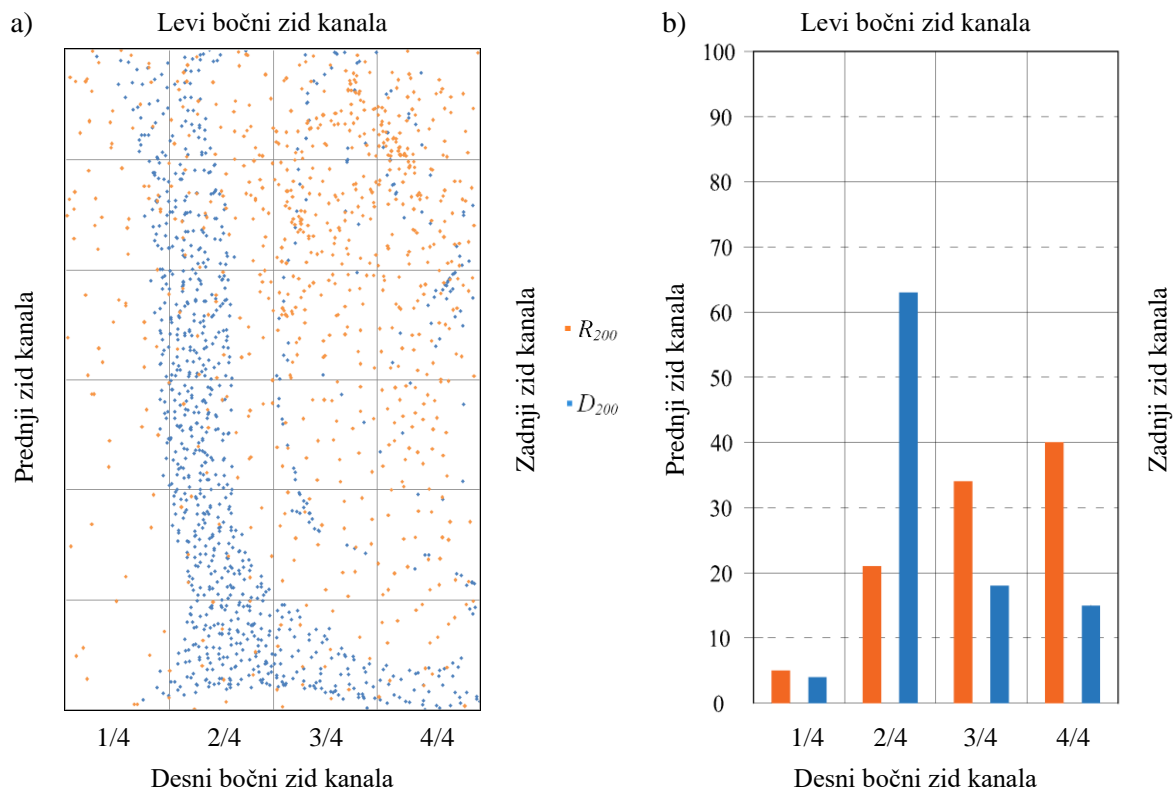 a)
Levi bočni zid kanala
Prednji zid kanala
Zadnji zid kanala
R200
D200
1/4 2/4 3/4 4/4
Desni bočni zid kanala
b)
Levi bočni zid kanala
Prednji zid kanala
100
90
80
70
60
50
40
30
20
10
0
Zadnji zid kanala
1/4 2/4 3/4 4/4
Desni bočni zid kanala